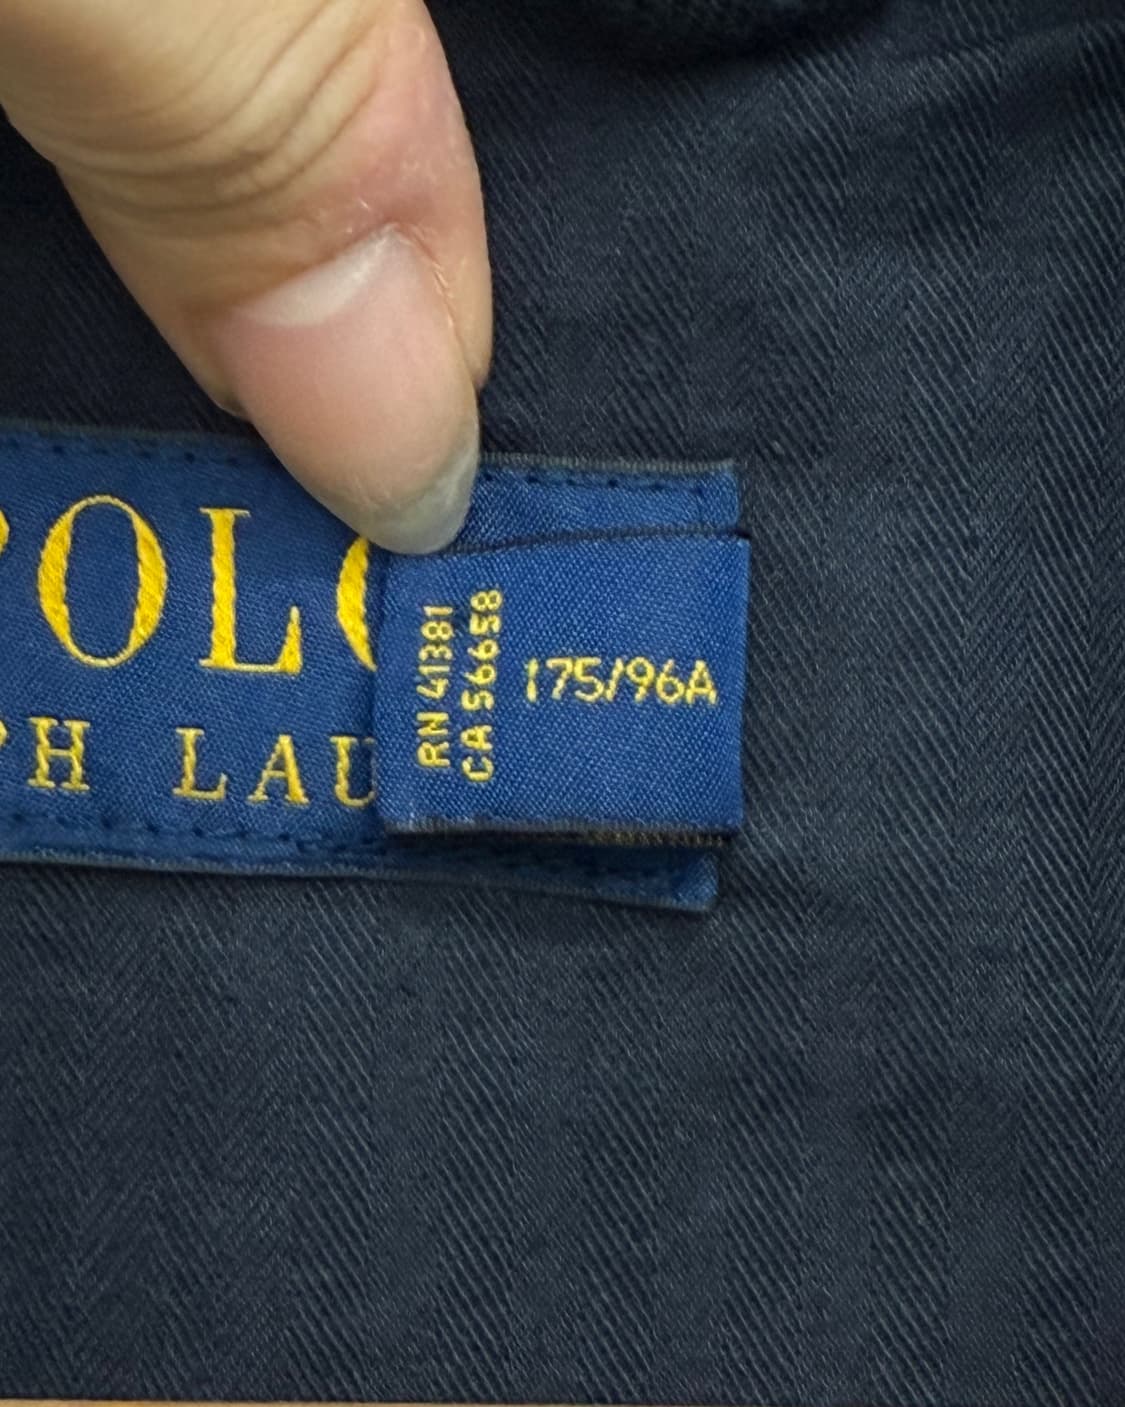 POLO
PH LAU
RN 41381
CA 56658
175/96A